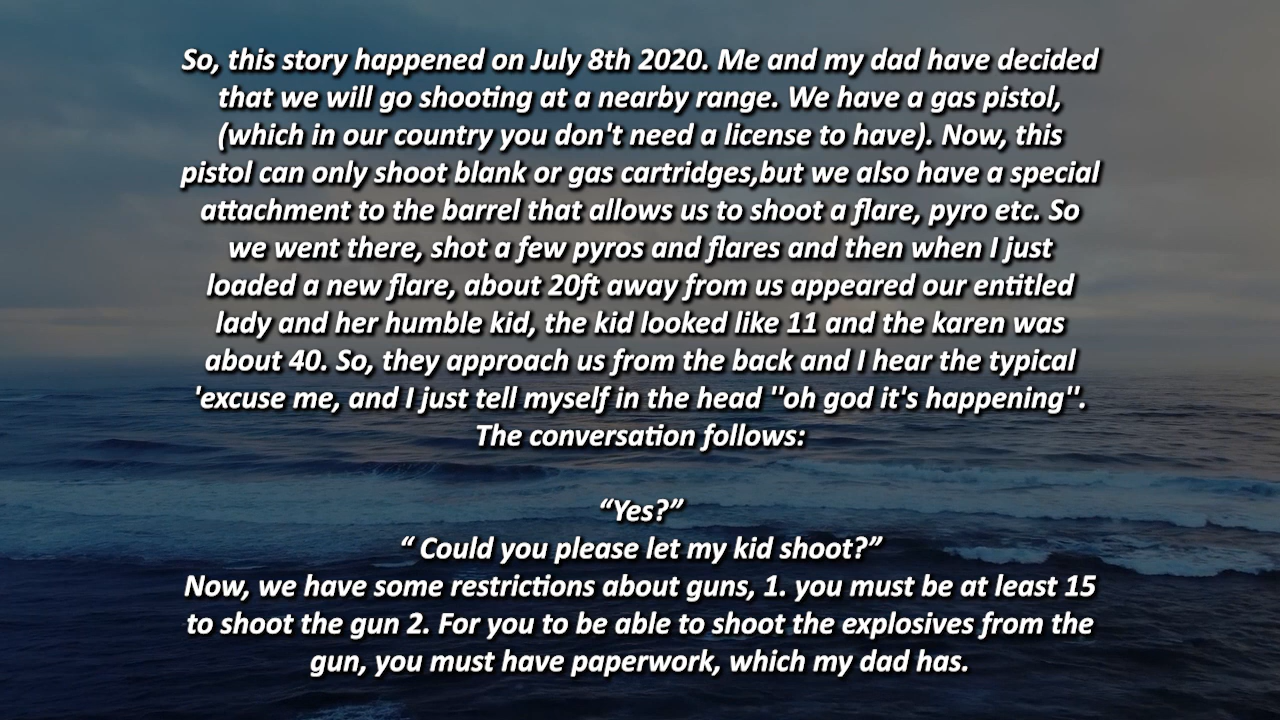 So, this story happened on July 8th 2020. Me and my dad have decided
that we will go shooting at a nearby range. We have a gas pistol,
(which in our country you don't need a license to have). Now, this
pistol can only shoot blank or gas cartridges,but we also have a special
attachment to the barrel that allows us to shoot a flare, pyro etc. So
we went there, shot a few pyros and flares and then when I just
loaded a new flare, about 20ft away from us appeared our entitled
lady and her humble kid, the kid looked like 11 and the karen was
about 40. So, they approach us from the back and I hear the typical
'excuse me, and I just tell myself in the head ''oh god it's happening''.
The conversation follows:
“Yes?”
“ Could you please let my kid shoot?”
Now, we have some restrictions about guns, 1. you must be at least 15
to shoot the gun 2. For you to be able to shoot the explosives from the
gun, you must have paperwork, which my dad has.